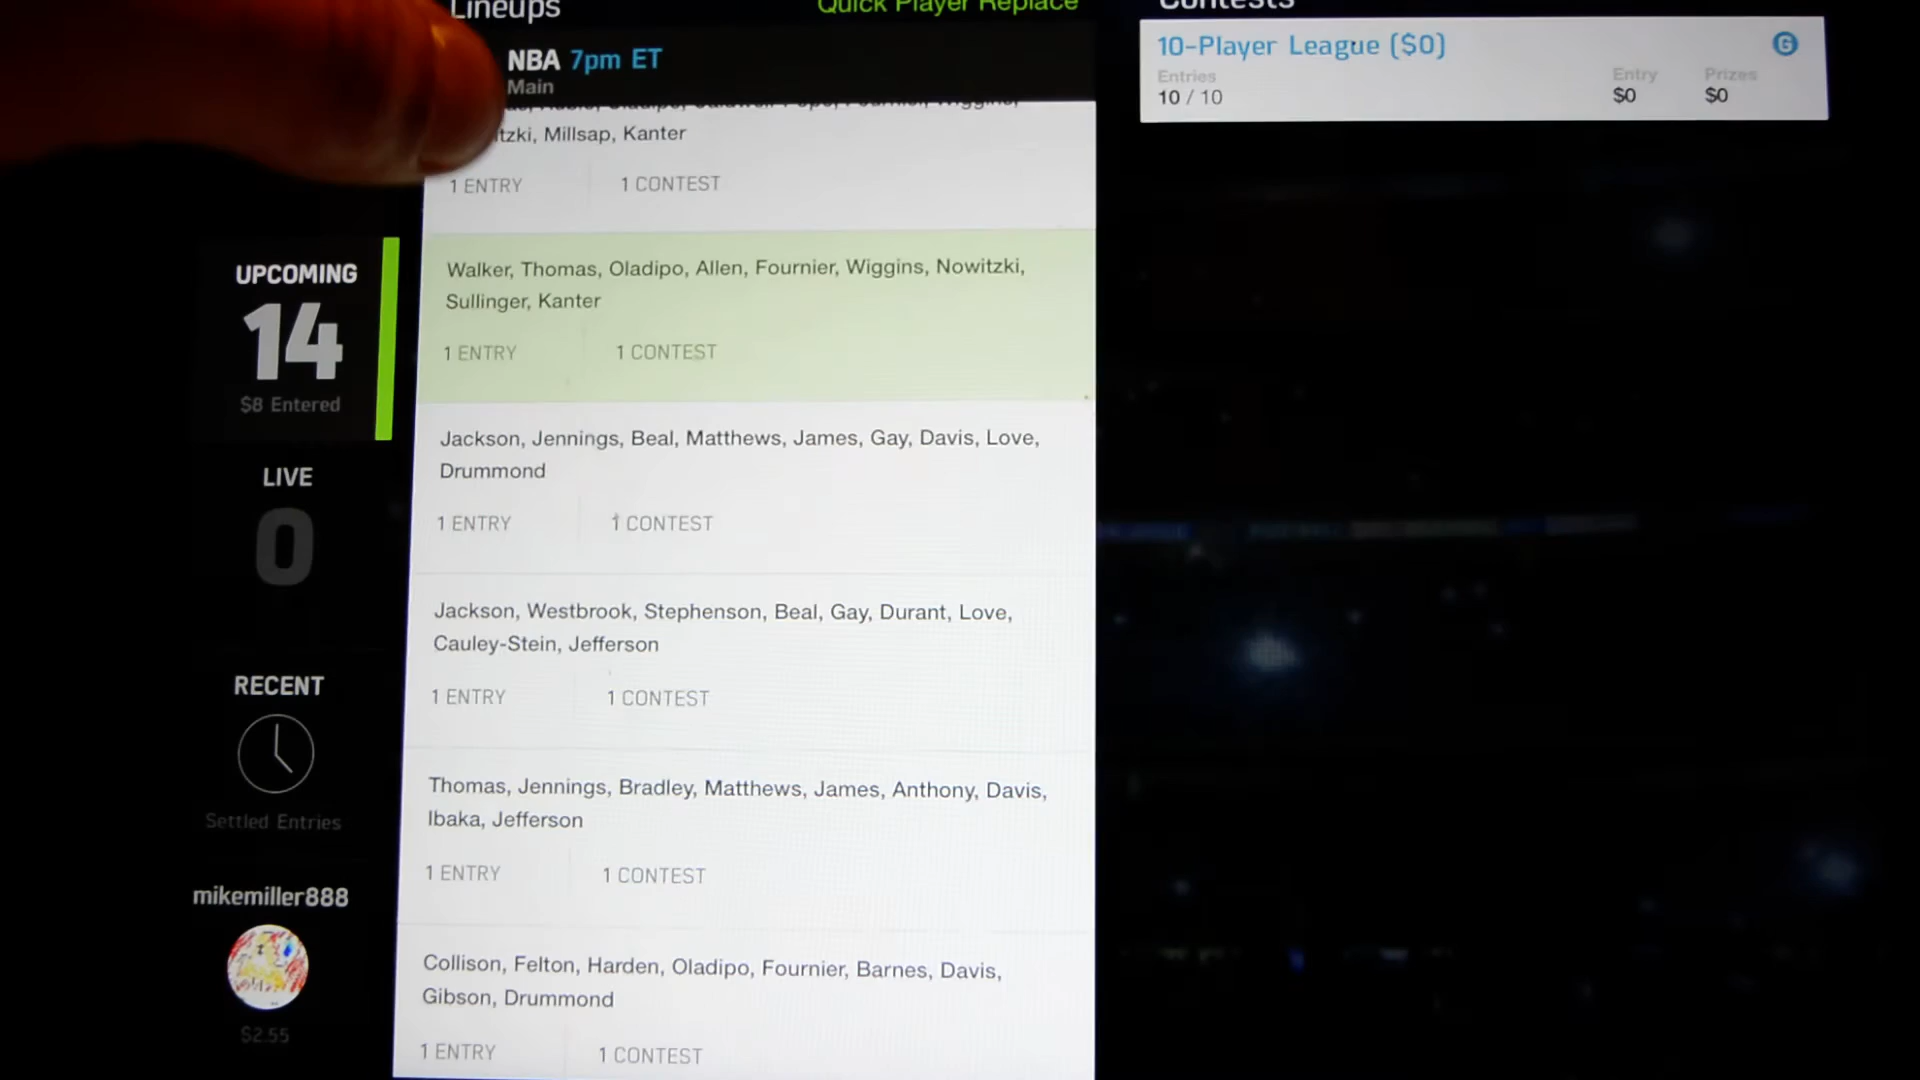 Lineups
Quick Player Replace
Contests
NBA 7pm ET
Main
10-Player League ($0)
G
Entries
10 / 10
Entry
$0
Prizes
$0
Millsap, Kanter
1 ENTRY
1 CONTEST
Walker, Thomas, Oladipo, Allen, Fournier, Wiggins, Nowitzki,
Sullinger, Kanter
1 ENTRY
1 CONTEST
Jackson, Jennings, Beal, Matthews, James, Gay, Davis, Love,
Drummond
1 ENTRY
1 CONTEST
Jackson, Westbrook, Stephenson, Beal, Gay, Durant, Love,
Cauley-Stein, Jefferson
1 ENTRY
1 CONTEST
Thomas, Jennings, Bradley, Matthews, James, Anthony, Davis,
Ibaka, Jefferson
1 ENTRY
1 CONTEST
Collison, Felton, Harden, Oladipo, Fournier, Barnes, Davis,
Gibson, Drummond
1 ENTRY
1 CONTEST
UPCOMING
14
$8 Entered
LIVE
0
RECENT
Settled Entries
mikemiller888
$2.55